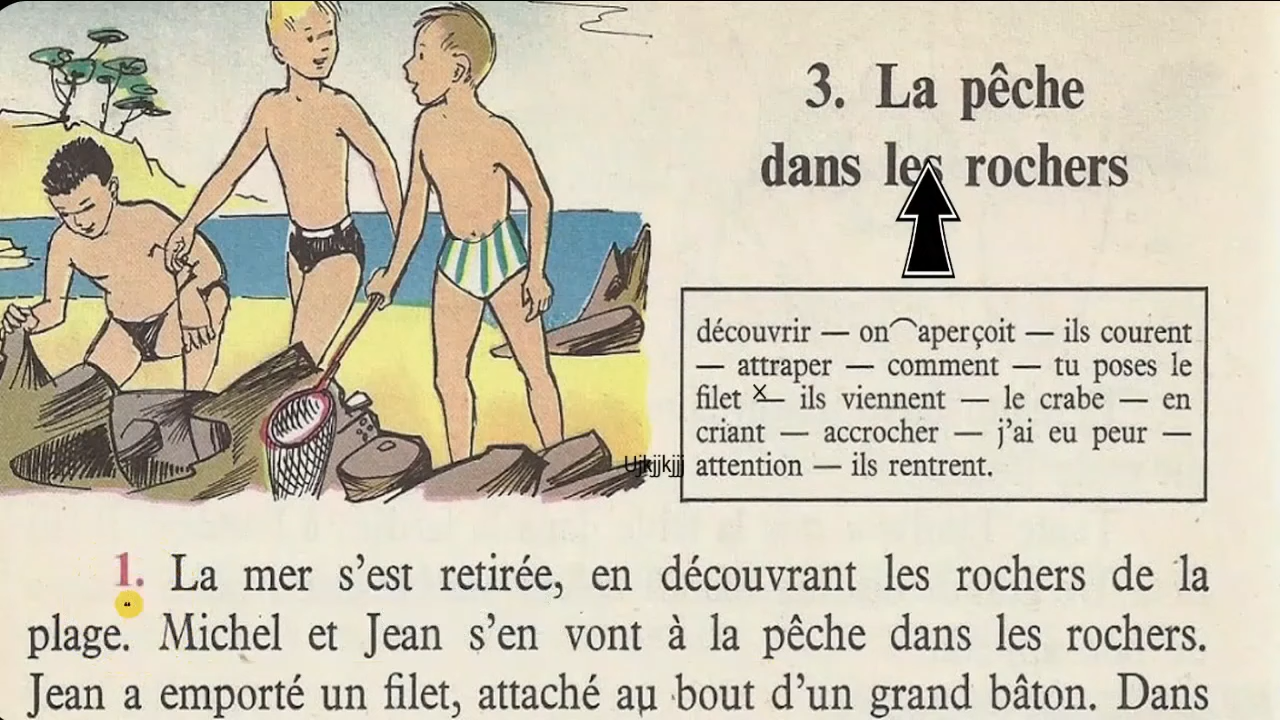 3. La pêche
dans les rochers
découvrir — on aperçoit — ils courent
— attraper — comment — tu poses le
filet — ils viennent — le crabe — en
criant — accrocher — j'ai eu peur —
Ujkjjkjjj
attention — ils rentrent.
1. La mer s'est retirée, en découvrant les rochers de la
plage. Michel et Jean s'en vont à la pêche dans les rochers.
Jean a emporté un filet, attaché au bout d'un grand bâton. Dans